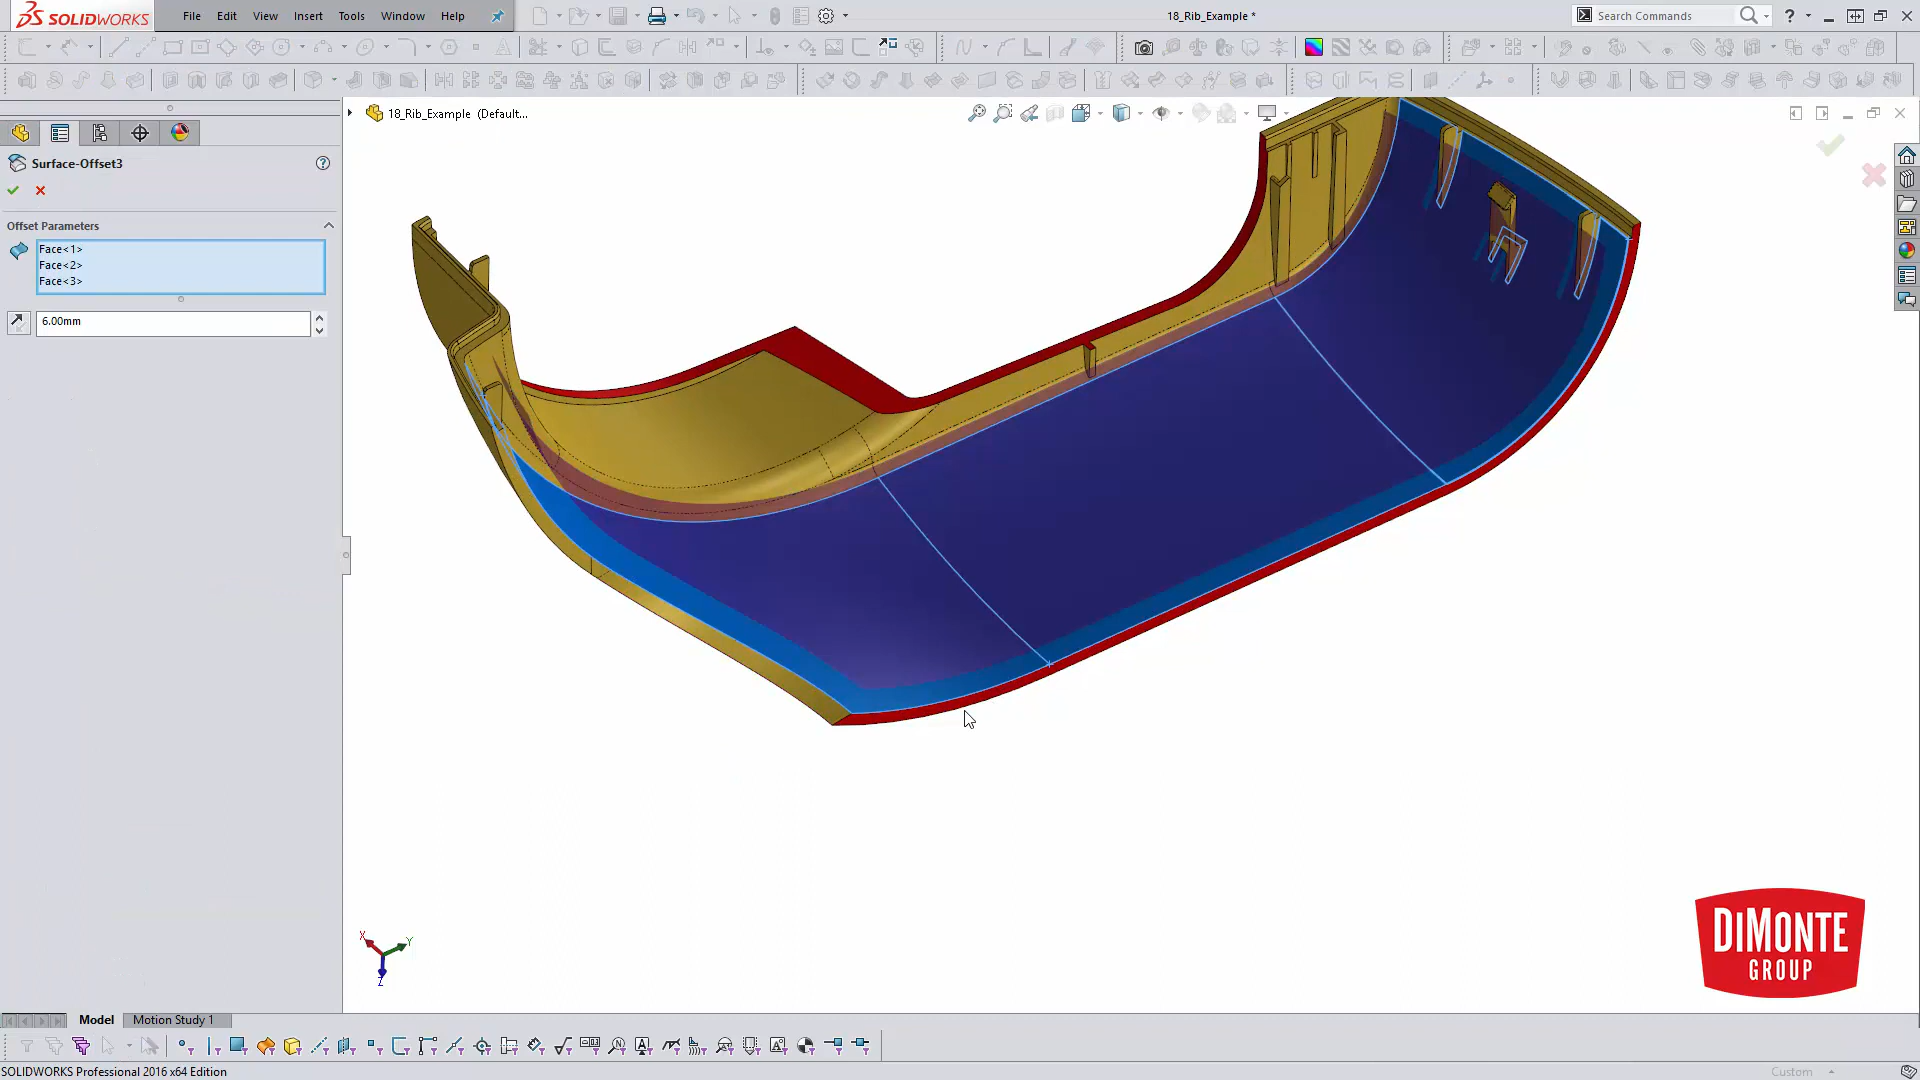 SOLIDWORKS
File Edit View Insert Tools Window Help
18_Rib_Example *
Search Commands
18_Rib_Example (Default...
Surface-Offset3
Offset Parameters
Face<1>
Face<2>
Face<3>
6.00mm
X
Y
Z
DiMONTE
GROUP
Model
Motion Study 1
SOLIDWORKS Professional 2016 x64 Edition
Custom